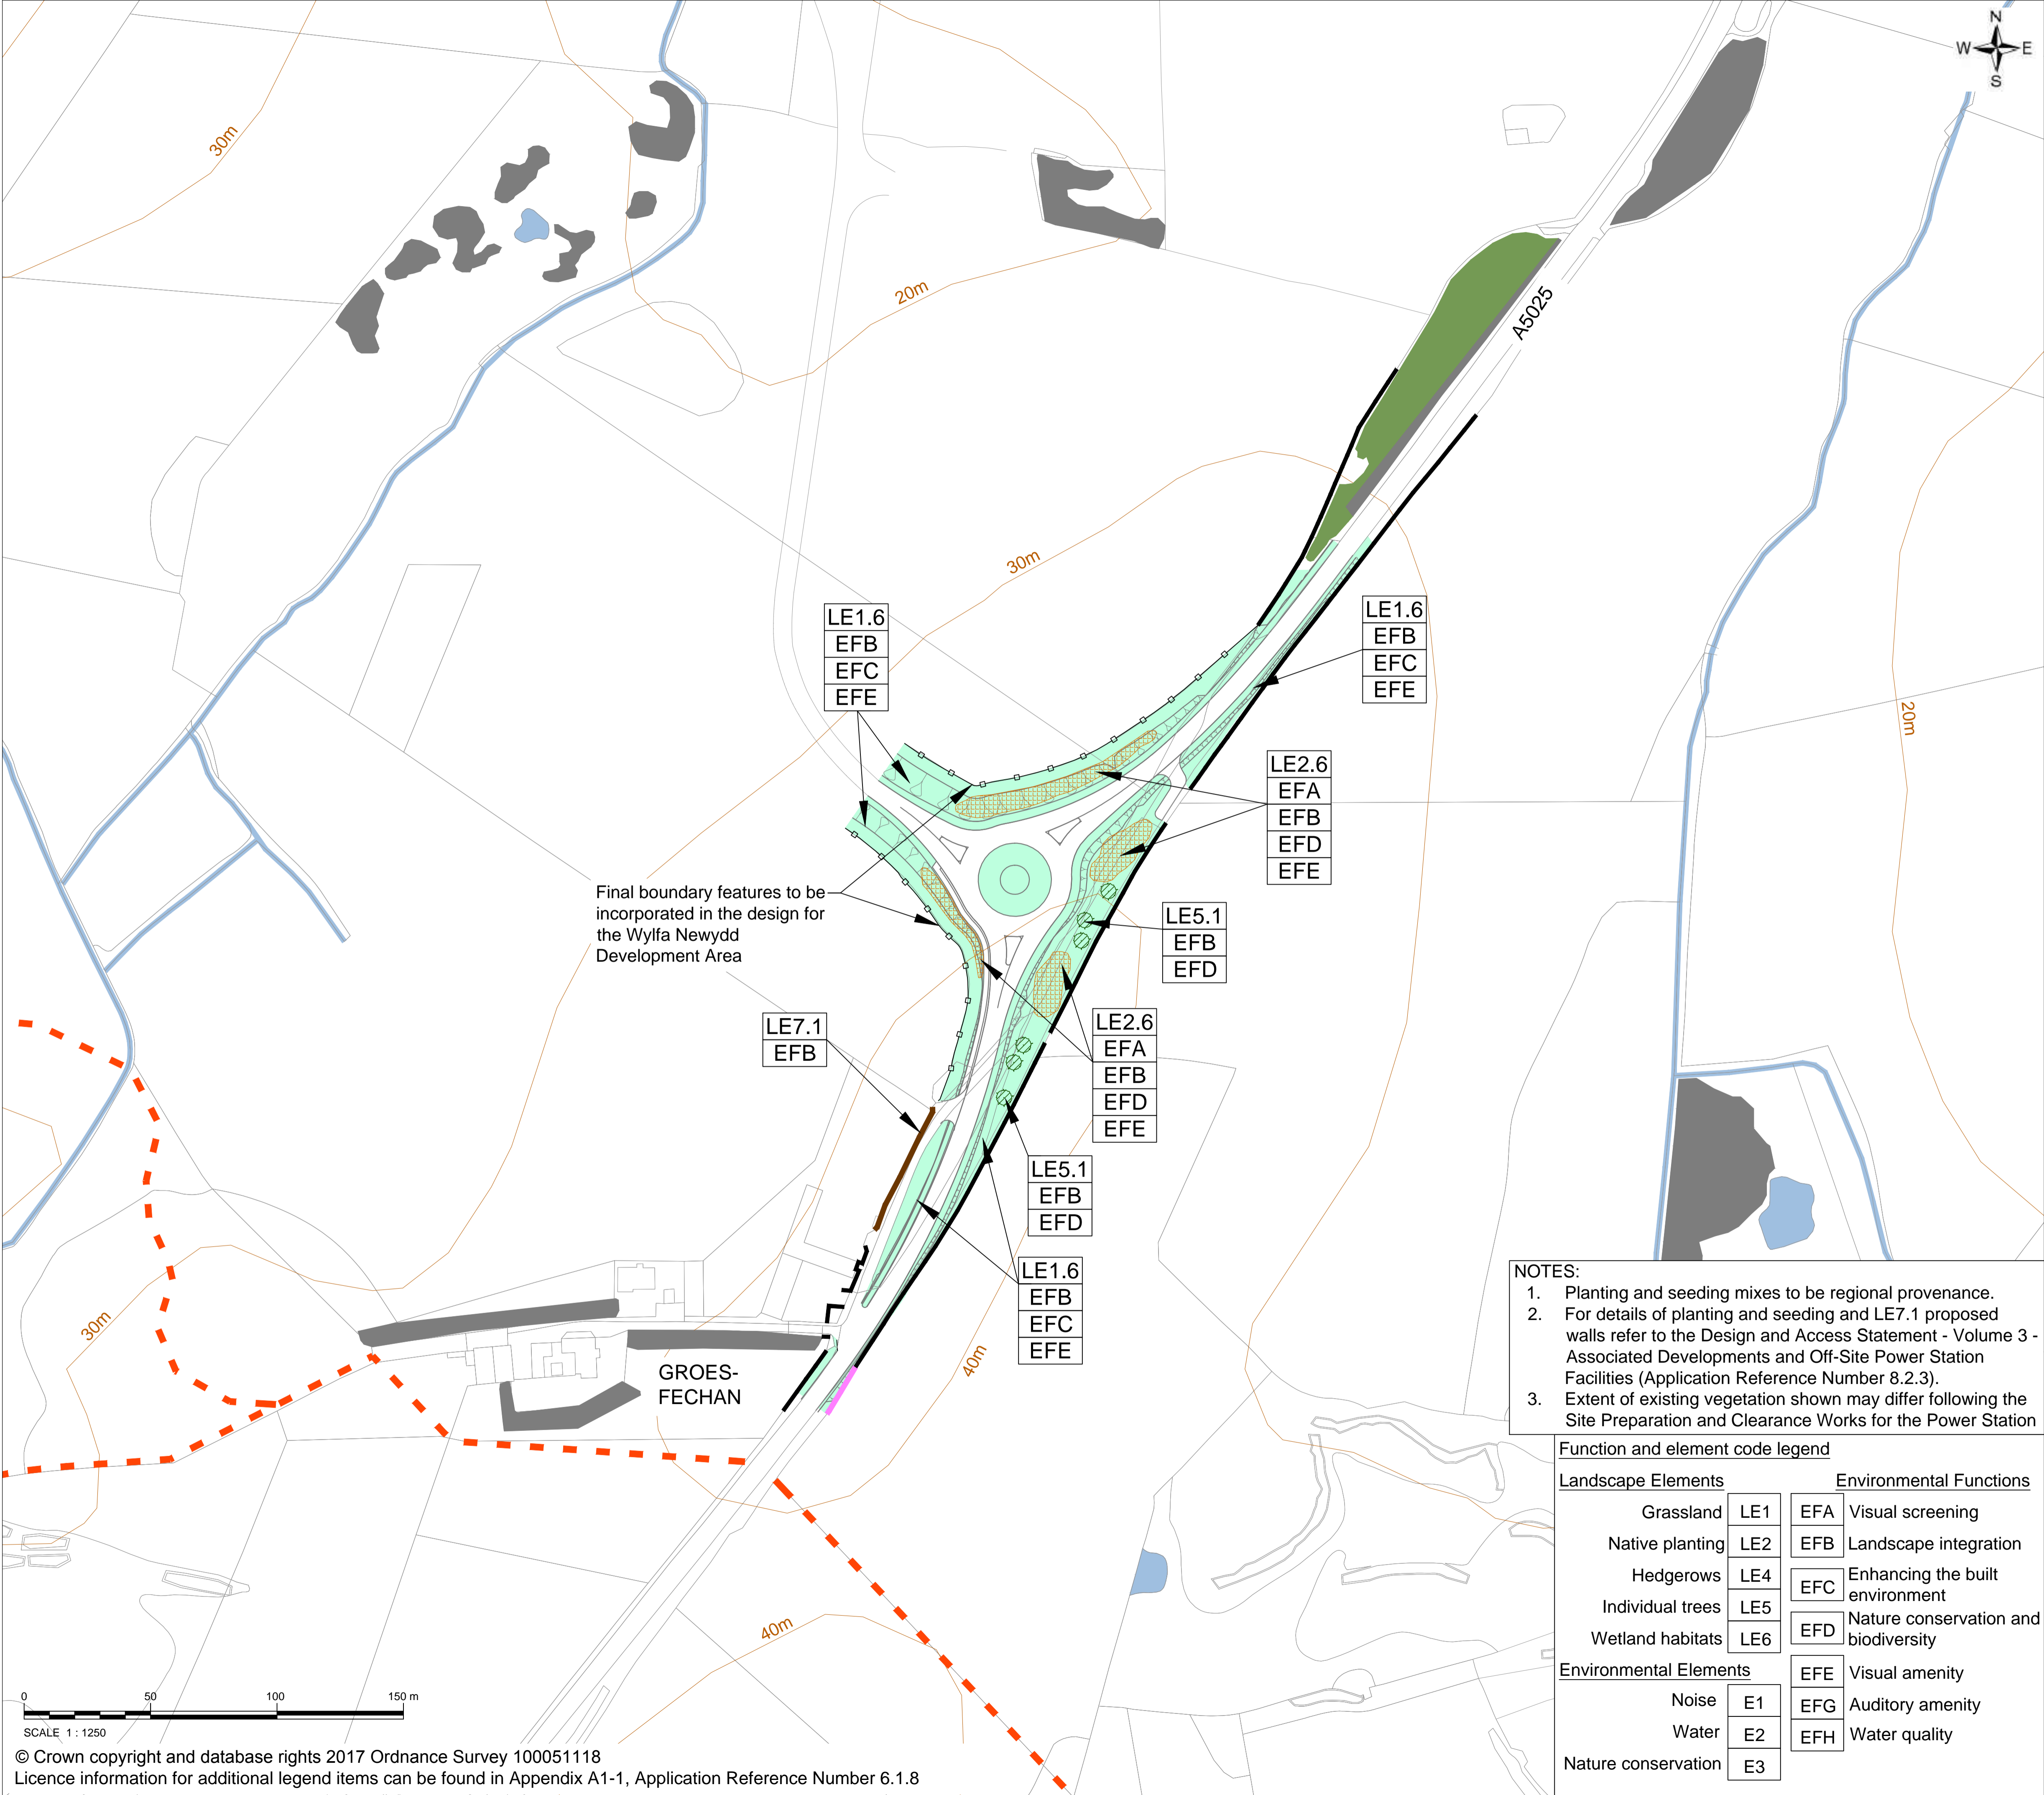 N
W E
S
30m
20m
A5025
30m
20m
LE1.6
EFB
EFC
EFE
LE1.6
EFB
EFC
EFE
LE2.6
EFA
EFB
EFD
EFE
Final boundary features to be
incorporated in the design for
the Wylfa Newydd
Development Area
LE5.1
EFB
EFD
LE7.1
EFB
LE2.6
EFA
EFB
EFD
EFE
LE5.1
EFB
EFD
LE1.6
EFB
EFC
EFE
30m
GROES-
FECHAN
40m
40m
NOTES:
1. Planting and seeding mixes to be regional provenance.
2. For details of planting and seeding and LE7.1 proposed
walls refer to the Design and Access Statement - Volume 3 -
Associated Developments and Off-Site Power Station
Facilities (Application Reference Number 8.2.3).
3. Extent of existing vegetation shown may differ following the
Site Preparation and Clearance Works for the Power Station
Function and element code legend
Landscape Elements
Grassland LE1
Native planting LE2
Hedgerows LE4
Individual trees LE5
Wetland habitats LE6
Environmental Elements
Noise E1
Water E2
Nature conservation E3
Environmental Functions
EFA Visual screening
EFB Landscape integration
EFC Enhancing the built
environment
EFD Nature conservation and
biodiversity
EFE Visual amenity
EFG Auditory amenity
EFH Water quality
0 50 100 150 m
SCALE 1 : 1250
© Crown copyright and database rights 2017 Ordnance Survey 100051118
Licence information for additional legend items can be found in Appendix A1-1, Application Reference Number 6.1.8